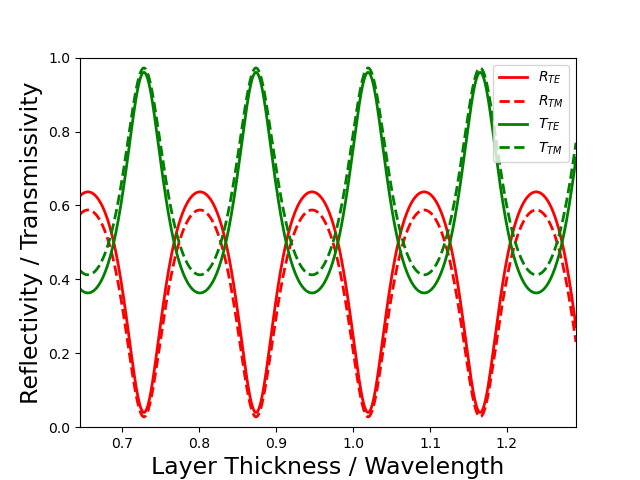 1.0
0.8
0.6
0.4
0.2
0.0
0.7
0.8
0.9
1.0
1.1
1.2
Reflectivity / Transmissivity
Layer Thickness / Wavelength
R_TE
R_TM
T_TE
T_TM